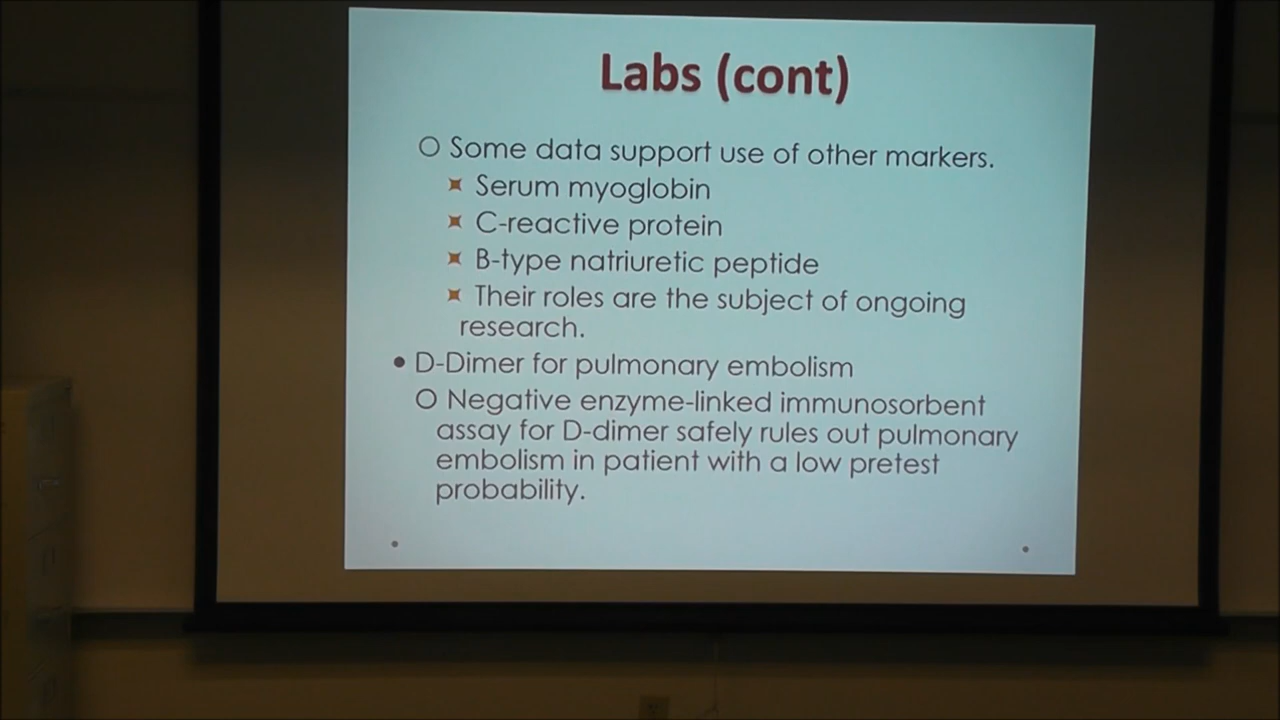 Labs (cont)
Some data support use of other markers.
Serum myoglobin
C-reactive protein
B-type natriuretic peptide
Their roles are the subject of ongoing
research.
D-Dimer for pulmonary embolism
Negative enzyme-linked immunosorbent
assay for D-dimer safely rules out pulmonary
embolism in patient with a low pretest
probability.